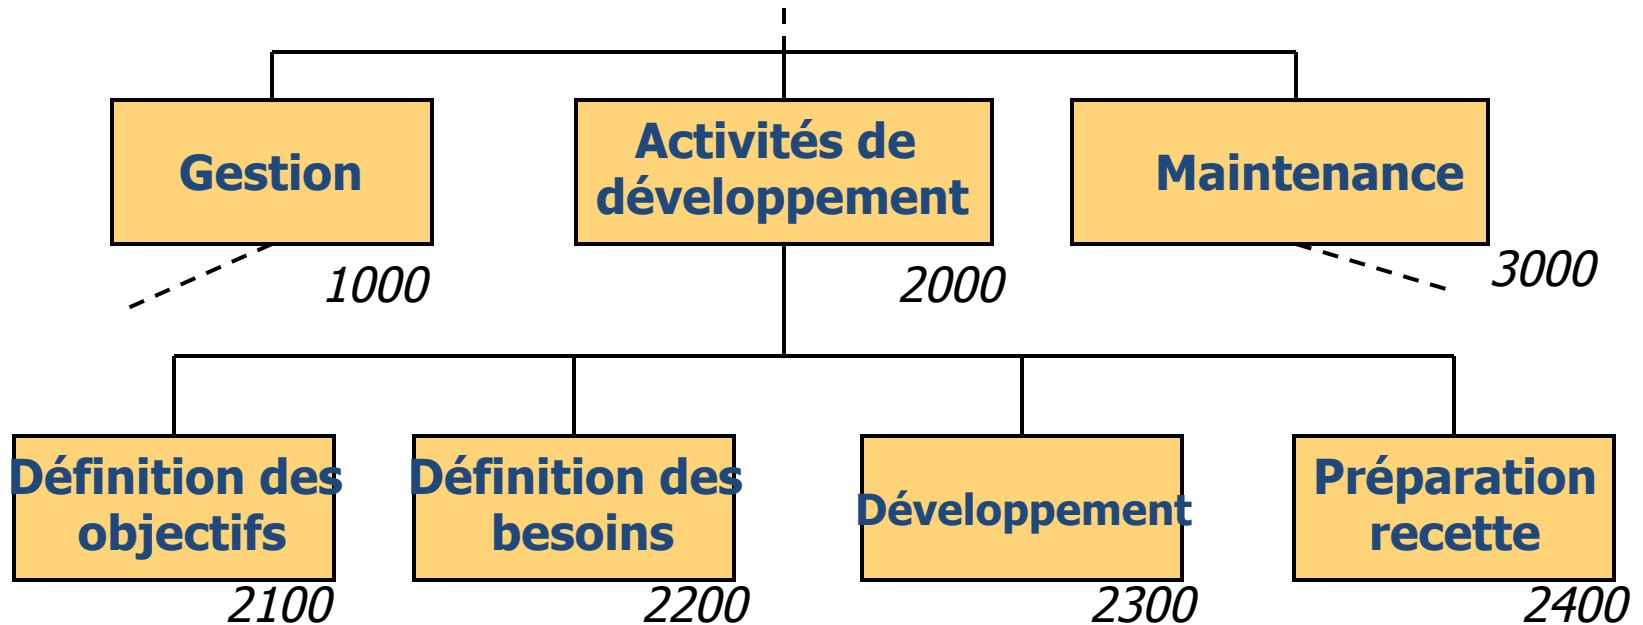 Gestion
Activités de
développement
Maintenance
1000
2000
3000
Définition des
objectifs
Définition des
besoins
Développement
Préparation
recette
2100
2200
2300
2400